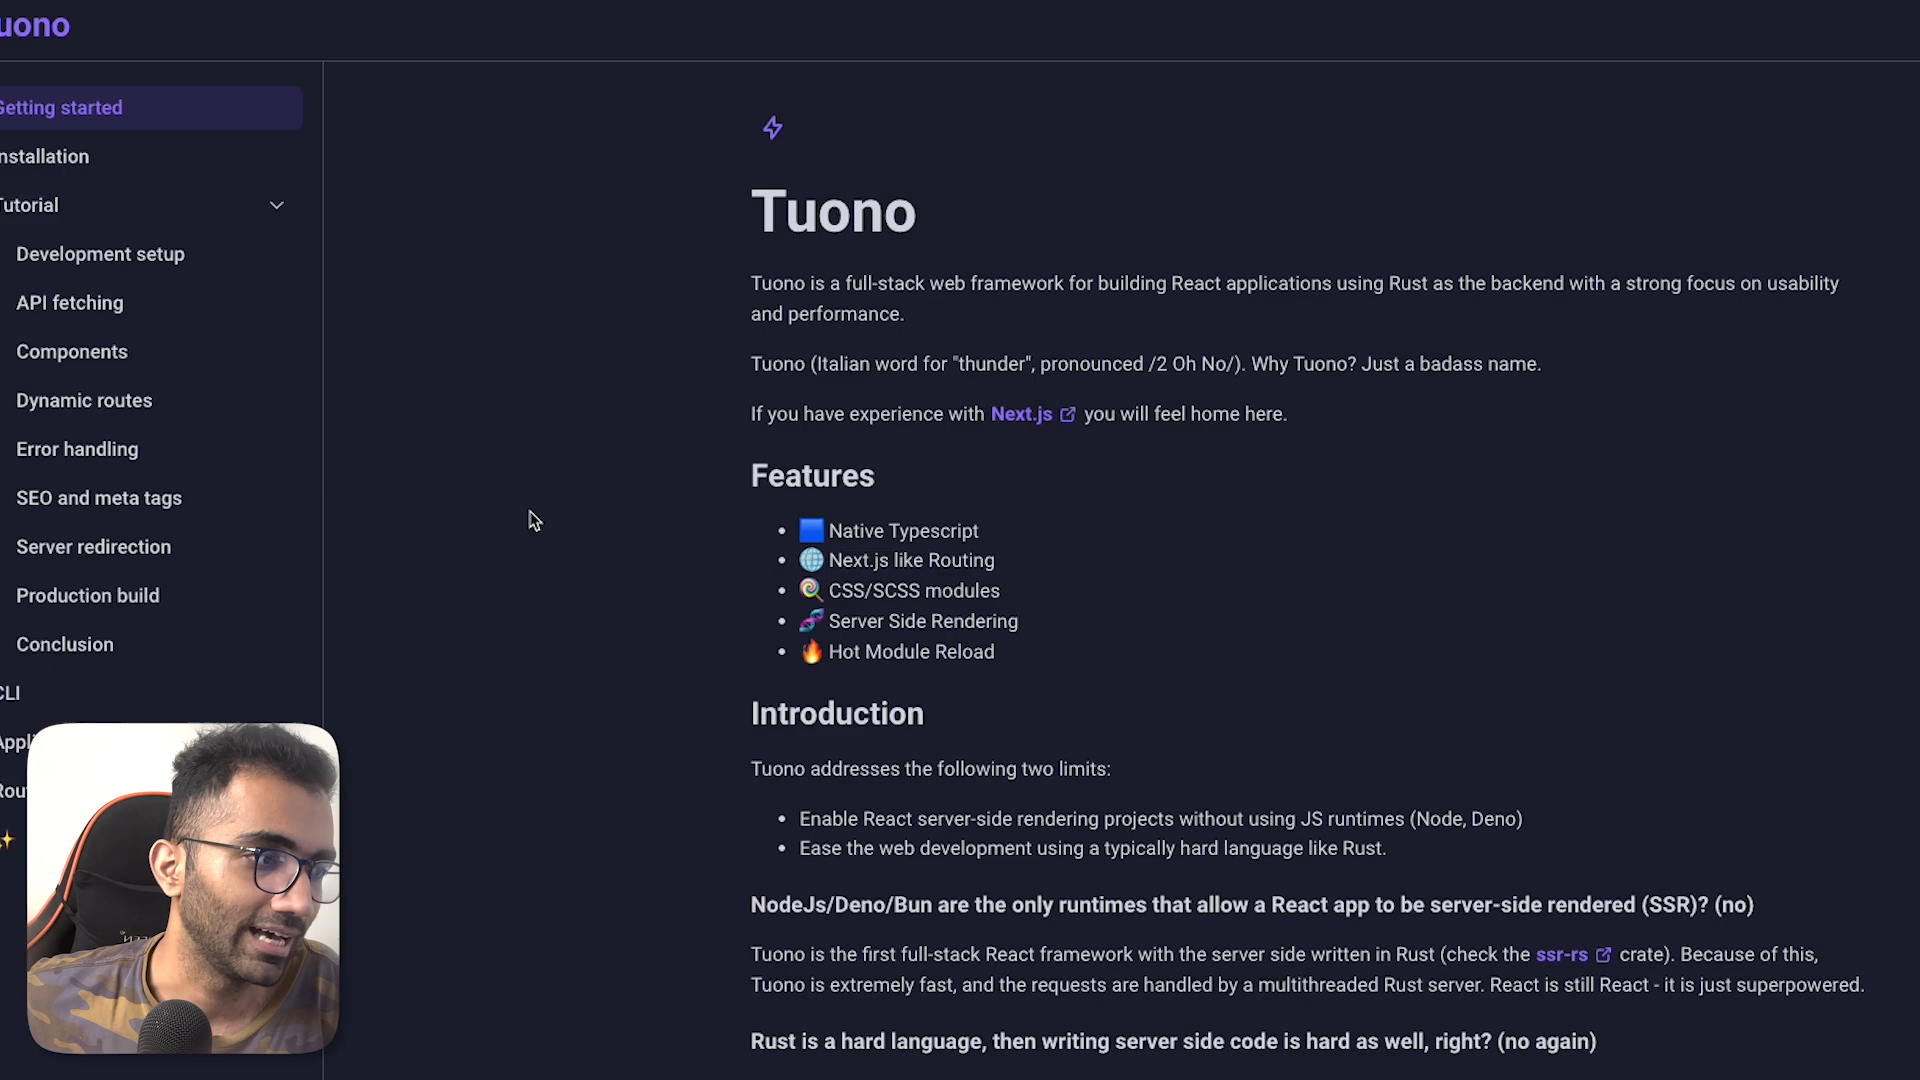 uono
Getting started
nstallation
Tutorial
Development setup
API fetching
Components
Dynamic routes
Error handling
SEO and meta tags
Server redirection
Production build
Conclusion
CLI
Appli
Rou
Tuono
Tuono is a full-stack web framework for building React applications using Rust as the backend with a strong focus on usability
and performance.
Tuono (Italian word for "thunder", pronounced /2 Oh No/). Why Tuono? Just a badass name.
If you have experience with Next.js you will feel home here.
Features
Native Typescript
Next.js like Routing
CSS/SCSS modules
Server Side Rendering
Hot Module Reload
Introduction
Tuono addresses the following two limits:
Enable React server-side rendering projects without using JS runtimes (Node, Deno)
Ease the web development using a typically hard language like Rust.
NodeJs/Deno/Bun are the only runtimes that allow a React app to be server-side rendered (SSR)? (no)
Tuono is the first full-stack React framework with the server side written in Rust (check the ssr-rs crate). Because of this,
Tuono is extremely fast, and the requests are handled by a multithreaded Rust server. React is still React - it is just superpowered.
Rust is a hard language, then writing server side code is hard as well, right? (no again)